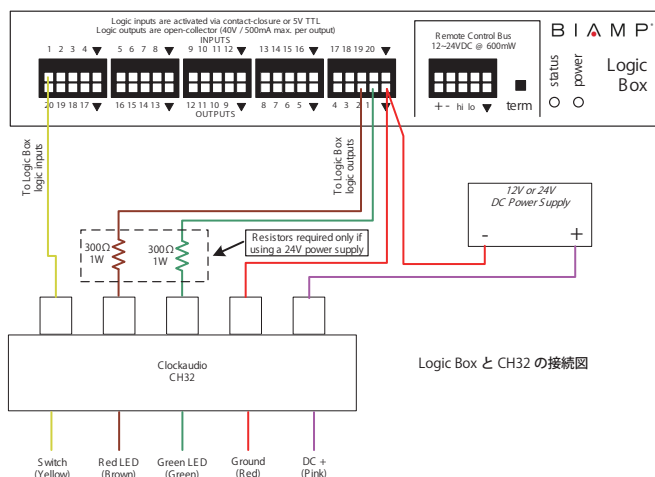 Logic inputs are activated via contact-closure or 5V TTL
Logic outputs are open-collector (40V / 500mA max. per output)
INPUTS
1 2 3 4 ▼ 5 6 7 8 ▼ 9 10 11 12 ▼ 13 14 15 16 ▼ 17 18 19 20 ▼
20 19 18 17 ▼ 16 15 14 13 ▼ 12 11 10 9 ▼ 8 7 6 5 ▼ 4 3 2 1 ▼
OUTPUTS
Remote Control Bus
12~24VDC @ 600mW
+ - hi lo ▼
term
BIAMP
status
power
Logic
Box
To Logic Box
logic inputs
To Logic Box
logic outputs
12V or 24V
DC Power Supply
- +
300Ω
1W
300Ω
1W
Resistors required only if
using a 24V power supply
Clockaudio
CH32
Logic Box と CH32 の接続図
Switch
(Yellow)
Red LED
(Brown)
Green LED
(Green)
Ground
(Red)
DC +
(Pink)